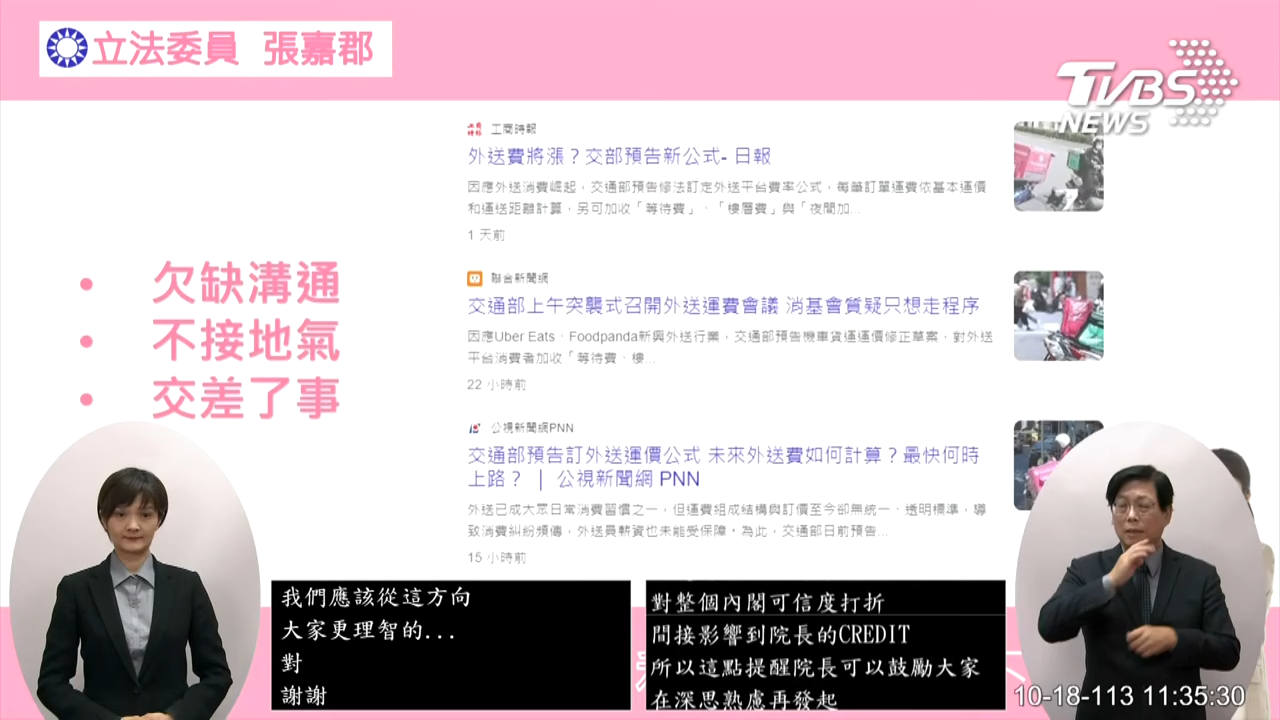 立法委員 張嘉郡
TVBS
NEWS
工商時報
外送費將漲？交部預告新公式- 日報
因應外送消費崛起，交通部預告修法訂定外送平台費率公式，每筆訂單運費依基本運價
和運送距離計算，另可加收「等待費」、「樓層費」與「夜間加...
1 天前
聯合新聞網
交通部上午突襲式召開外送運費會議 消基會質疑只想走程序
因應Uber Eats、Foodpanda新興外送行業，交通部預告機車貨運運價修正草案，對外送
平台消費者加收「等待費、樓...
22 小時前
公視新聞網PNN
交通部預告訂外送運價公式 未來外送費如何計算？最快何時
上路？ ｜ 公視新聞網 PNN
外送已成大眾日常消費習慣之一，但運費組成結構與訂價至今卻無統一、透明標準，導
致消費糾紛頻傳，外送員薪資也未能受保障。為此，交通部日前預告...
15 小時前
• 欠缺溝通
• 不接地氣
• 交差了事
我們應該從這方向
大家更理智的...
對
謝謝
對整個內閣可信度打折
間接影響到院長的CREDIT
所以這點提醒院長可以鼓勵大家
在深思熟慮再發起
10-18-113 11:35:30